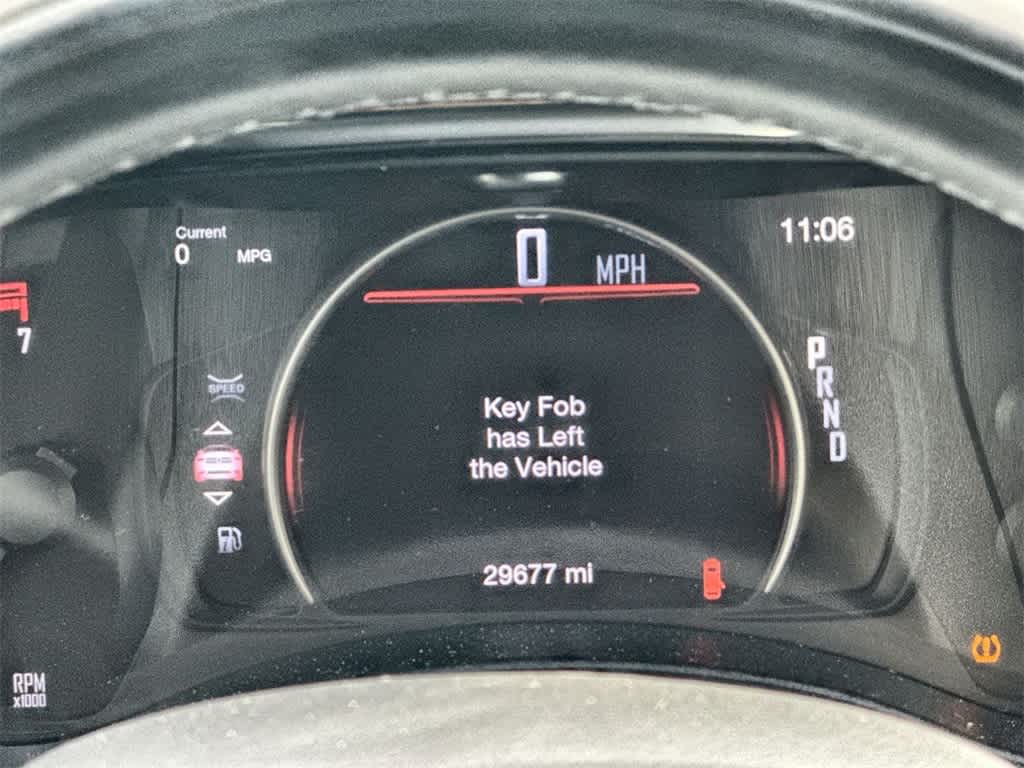 Current
0 MPG
0 MPH
11:06
7
SPEED
P
R
N
D
Key Fob
has Left
the Vehicle
29677 mi
RPM
x1000